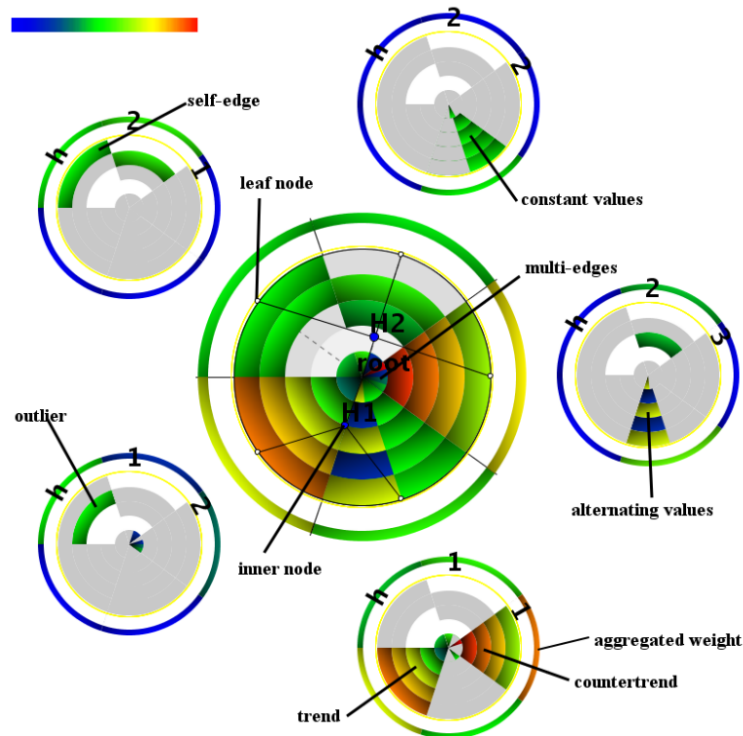 2
h
2
self-edge
2
h
1
leaf node
constant values
multi-edges
H2
root
2
h
3
H1
outlier
1
h
2
alternating values
inner node
1
h
1
aggregated weight
countertrend
trend